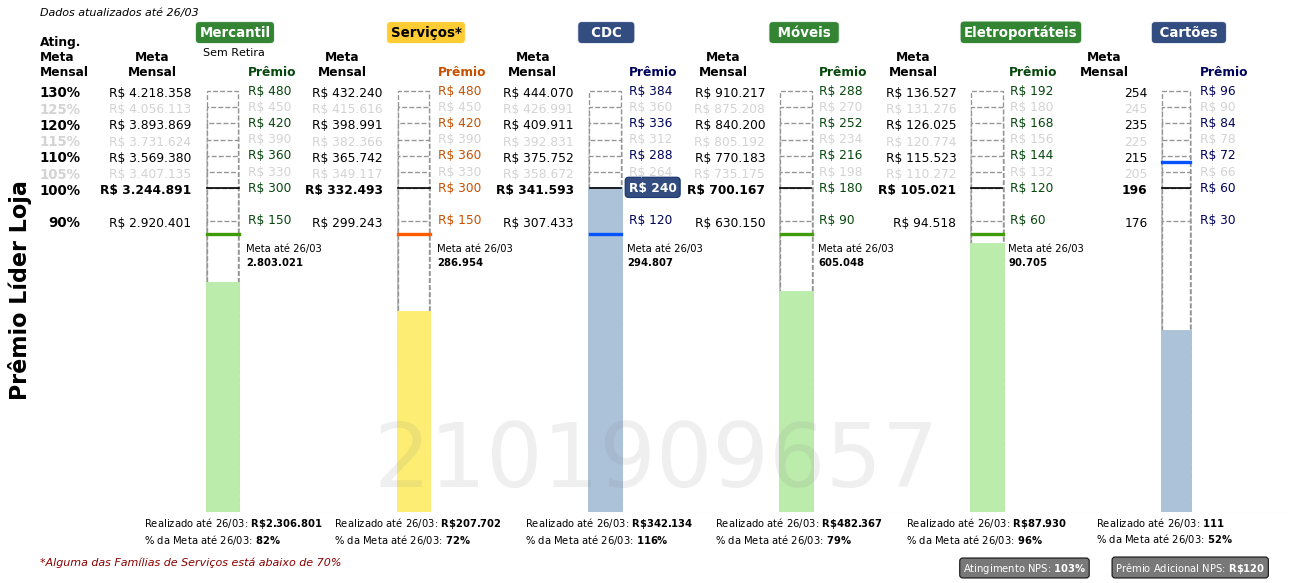 Dados atualizados até 26/03
Mercantil Serviços* CDC Móveis Eletroportáteis Cartões
Sem Retira
Ating. Meta Mensal
Meta Mensal Prêmio Meta Mensal Prêmio Meta Mensal Prêmio Meta Mensal Prêmio Meta Mensal Prêmio Meta Mensal Prêmio
130% R$ 4.218.358 R$ 480 R$ 432.240 R$ 480 R$ 444.070 R$ 384 R$ 910.217 R$ 288 R$ 136.527 R$ 192 254 R$ 96
125% R$ 4.056.113 R$ 450 R$ 415.616 R$ 450 R$ 426.991 R$ 360 R$ 875.208 R$ 270 R$ 131.276 R$ 180 245 R$ 90
120% R$ 3.893.869 R$ 420 R$ 398.991 R$ 420 R$ 409.911 R$ 336 R$ 840.200 R$ 252 R$ 126.025 R$ 168 235 R$ 84
115% R$ 3.731.624 R$ 390 R$ 382.366 R$ 390 R$ 392.831 R$ 312 R$ 805.192 R$ 234 R$ 120.774 R$ 156 225 R$ 78
110% R$ 3.569.380 R$ 360 R$ 365.742 R$ 360 R$ 375.752 R$ 288 R$ 770.183 R$ 216 R$ 115.523 R$ 144 215 R$ 72
105% R$ 3.407.135 R$ 330 R$ 349.117 R$ 330 R$ 358.672 R$ 264 R$ 735.175 R$ 198 R$ 110.272 R$ 132 205 R$ 66
100% R$ 3.244.891 R$ 300 R$ 332.493 R$ 300 R$ 341.593 R$ 240 R$ 700.167 R$ 180 R$ 105.021 R$ 120 196 R$ 60
90% R$ 2.920.401 R$ 150 R$ 299.243 R$ 150 R$ 307.433 R$ 120 R$ 630.150 R$ 90 R$ 94.518 R$ 60 176 R$ 30
Meta até 26/03 Meta até 26/03 Meta até 26/03 Meta até 26/03 Meta até 26/03
2.803.021 286.954 294.807 605.048 90.705
Prêmio Líder Loja
2101909657
Realizado até 26/03: R$2.306.801 Realizado até 26/03: R$207.702 Realizado até 26/03: R$342.134 Realizado até 26/03: R$482.367 Realizado até 26/03: R$87.930 Realizado até 26/03: 111
% da Meta até 26/03: 82% % da Meta até 26/03: 72% % da Meta até 26/03: 116% % da Meta até 26/03: 79% % da Meta até 26/03: 96% % da Meta até 26/03: 52%
*Alguma das Famílias de Serviços está abaixo de 70%
Atingimento NPS: 103% Prêmio Adicional NPS: R$120